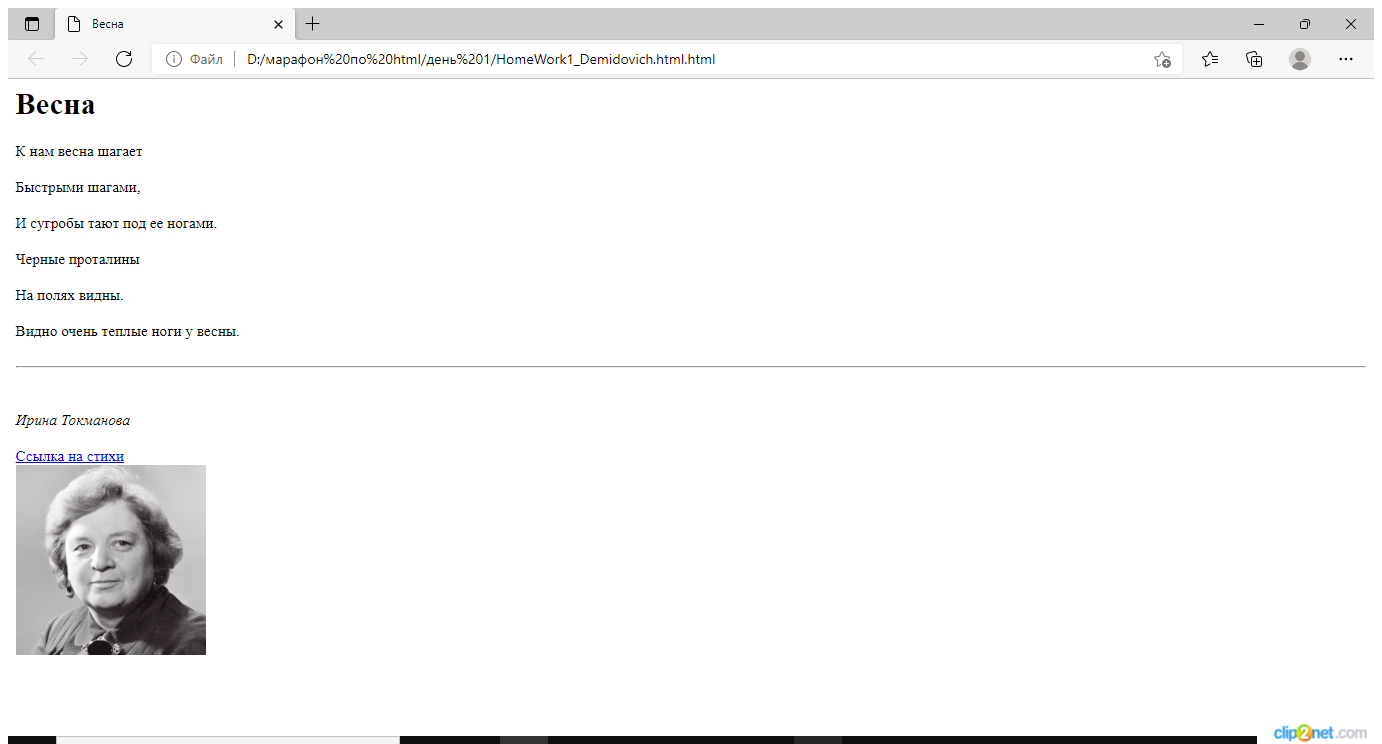 Весна
Файл
D:/марафон%20по%20html/день%201/HomeWork1_Demidovich.html.html
Весна
К нам весна шагает
Быстрыми шагами,
И сугробы тают под ее ногами.
Черные проталины
На полях видны.
Видно очень теплые ноги у весны.
Ирина Токманова
Ссылка на стихи
clip2net.com